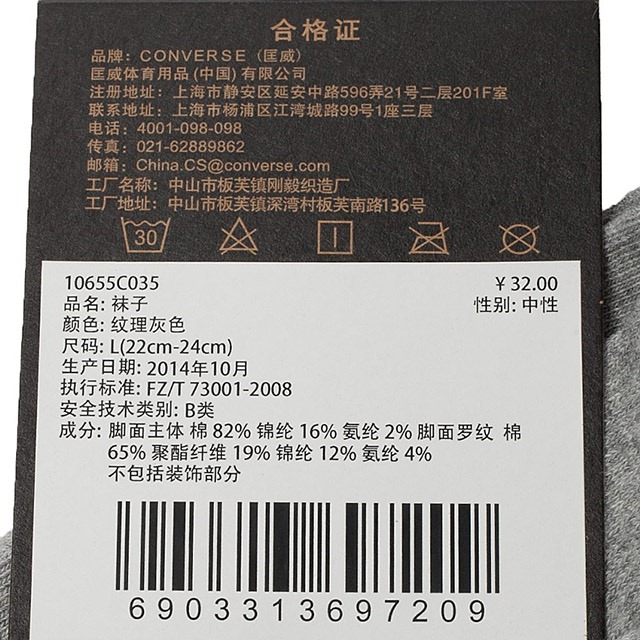 合格证
品牌: CONVERSE (匡威)
匡威体育用品(中国)有限公司
注册地址: 上海市静安区延安中路596弄21号二层201F室
联系地址: 上海市杨浦区江湾城路99号1座三层
电话: 4001-098-098
传真: 021-62889862
邮箱: China.CS@converse.com
工厂名称: 中山市板芙镇刚毅织造厂
工厂地址: 中山市板芙镇深湾村板芙南路136号
30
10655C035 ¥ 32.00
品名: 袜子 性别: 中性
颜色: 纹理灰色
尺码: L(22cm-24cm)
生产日期: 2014年10月
执行标准: FZ/T 73001-2008
安全技术类别: B类
成分: 脚面主体 棉 82% 锦纶 16% 氨纶 2% 脚面罗纹 棉
65% 聚酯纤维 19% 锦纶 12% 氨纶 4%
不包括装饰部分
6903313697209